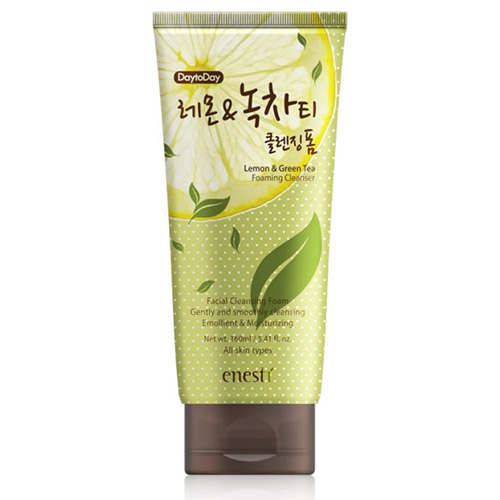 DaytoDay
레몬&녹차티
클렌징폼
Lemon & Green Tea
Foaming Cleanser
Facial Cleansing Foam
Gently and smoothly cleansing
Emollient & Moisturizing
Net wt. 160ml / 5.41 fl. oz.
All skin types
enesti